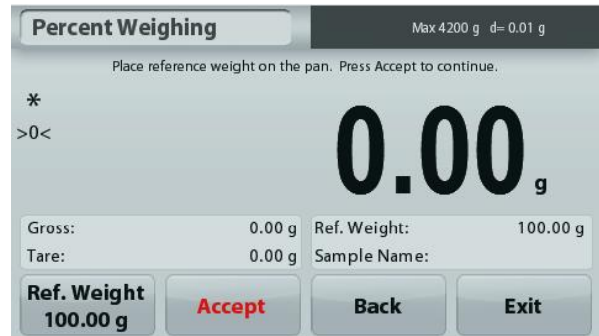 Percent Weighing
Max 4200 g d= 0.01 g
Place reference weight on the pan. Press Accept to continue.
*
>0<
0.00 g
Gross: 0.00 g
Ref. Weight: 100.00 g
Tare: 0.00 g
Sample Name:
Ref. Weight
100.00 g
Accept
Back
Exit